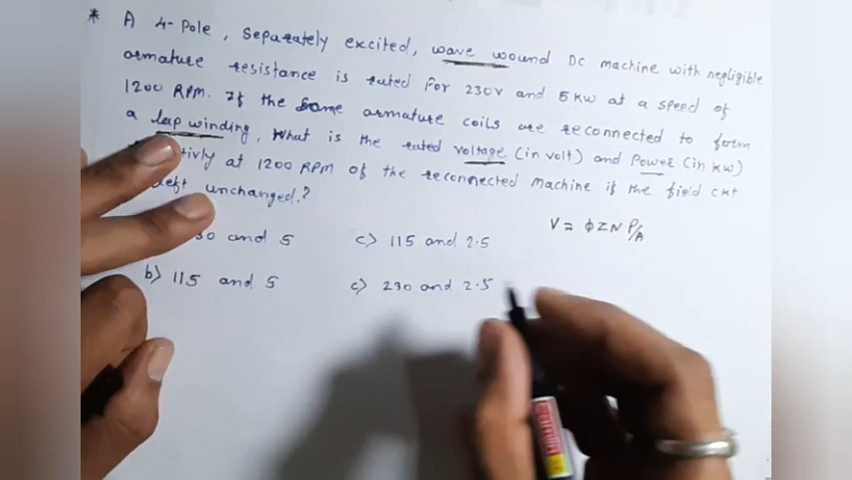 * A 4-Pole, Separately excited, wave wound DC machine with negligible
armature resistance is rated for 230V and 5KW at a speed of
1200 RPM. If the Same armature coils are reconnected to form
a lap winding, What is the rated voltage (in volt) and Power (in KW)
tivly at 1200 RPM of the reconnected machine if the field ckt
left unchanged.?
30 and 5 c) 115 and 2.5
V = ΦZN P/A
b) 115 and 5 c) 230 and 2.5